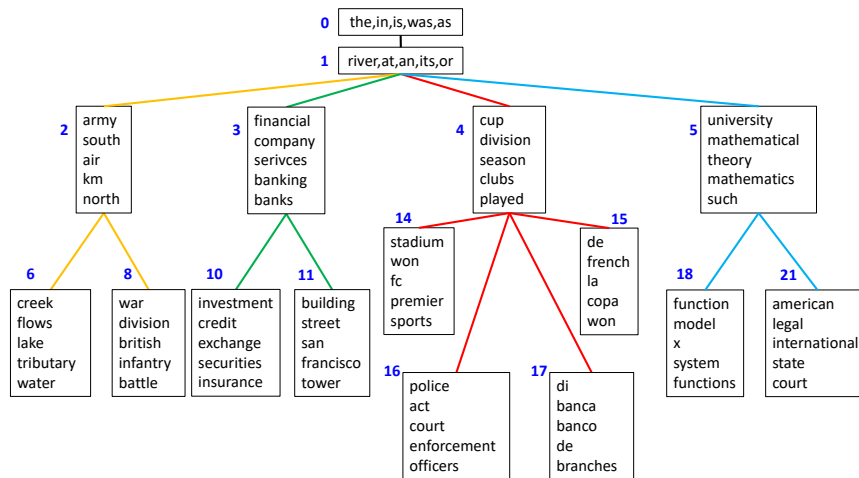 0
the,in,is,was,as
1
river,at,an,its,or
2
army
south
air
km
north
3
financial
company
serivces
banking
banks
4
cup
division
season
clubs
played
5
university
mathematical
theory
mathematics
such
6
creek
flows
lake
tributary
water
8
war
division
british
infantry
battle
10
investment
credit
exchange
securities
insurance
11
building
street
san
francisco
tower
14
stadium
won
fc
premier
sports
15
de
french
la
copa
won
16
police
act
court
enforcement
officers
17
di
banca
banco
de
branches
18
function
model
x
system
functions
21
american
legal
international
state
court